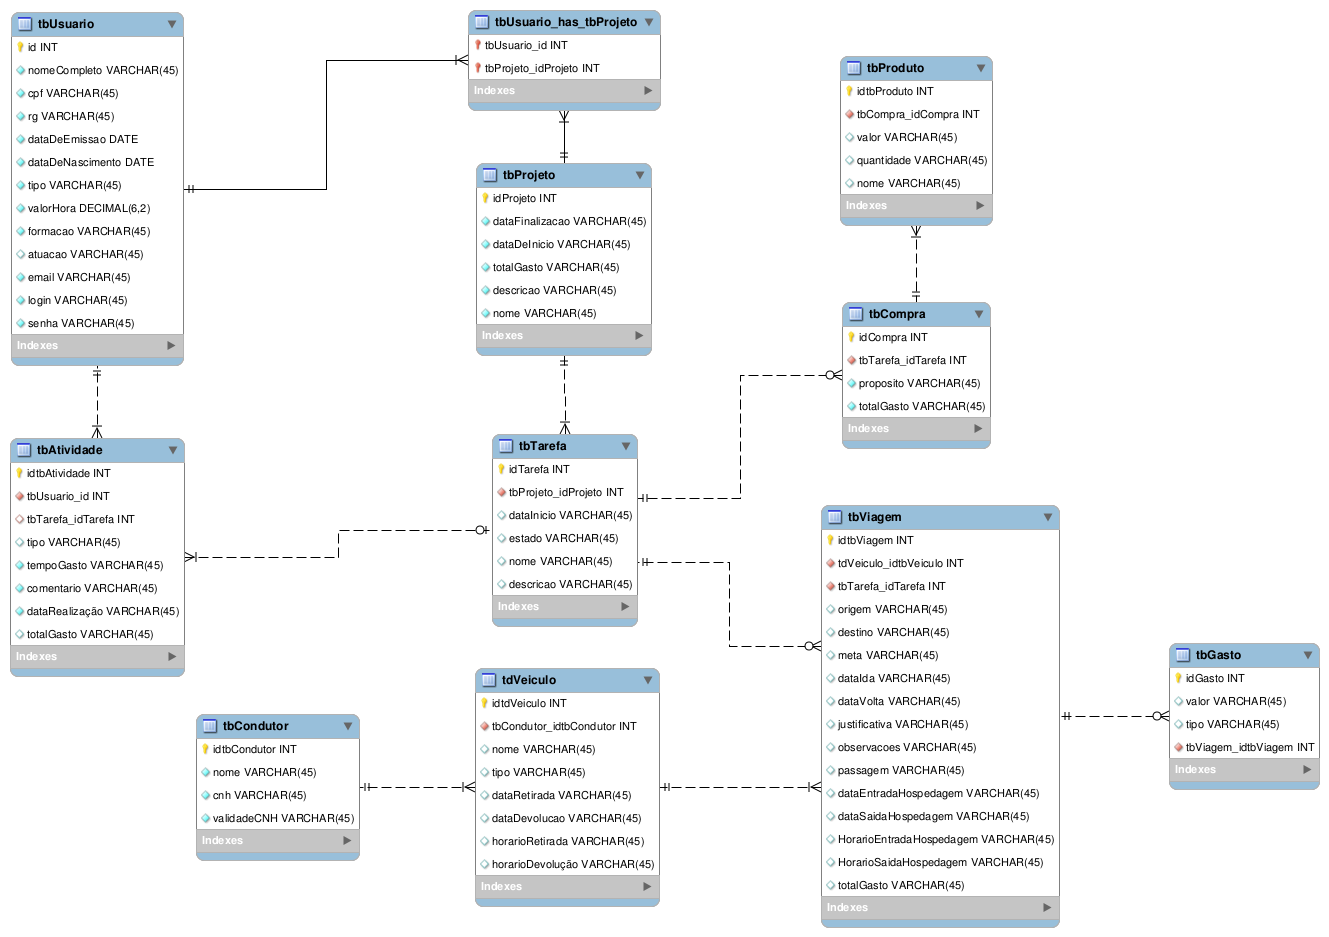 tbUsuario
id INT
nomeCompleto VARCHAR(45)
cpf VARCHAR(45)
rg VARCHAR(45)
dataDeEmissao DATE
dataDeNascimento DATE
tipo VARCHAR(45)
valorHora DECIMAL(6,2)
formacao VARCHAR(45)
atuacao VARCHAR(45)
email VARCHAR(45)
login VARCHAR(45)
senha VARCHAR(45)
Indexes
tbUsuario_has_tbProjeto
tbUsuario_id INT
tbProjeto_idProjeto INT
Indexes
tbProjeto
idProjeto INT
dataFinalizacao VARCHAR(45)
dataDeInicio VARCHAR(45)
totalGasto VARCHAR(45)
descricao VARCHAR(45)
nome VARCHAR(45)
Indexes
tbProduto
idtbProduto INT
tbCompra_idCompra INT
valor VARCHAR(45)
quantidade VARCHAR(45)
nome VARCHAR(45)
Indexes
tbCompra
idCompra INT
tbTarefa_idTarefa INT
proposito VARCHAR(45)
totalGasto VARCHAR(45)
Indexes
tbAtividade
idtbAtividade INT
tbUsuario_id INT
tbTarefa_idTarefa INT
tipo VARCHAR(45)
tempoGasto VARCHAR(45)
comentario VARCHAR(45)
dataRealização VARCHAR(45)
totalGasto VARCHAR(45)
Indexes
tbTarefa
idTarefa INT
tbProjeto_idProjeto INT
dataInicio VARCHAR(45)
estado VARCHAR(45)
nome VARCHAR(45)
descricao VARCHAR(45)
Indexes
tbViagem
idtbViagem INT
tdVeiculo_idtbVeiculo INT
tbTarefa_idTarefa INT
origem VARCHAR(45)
destino VARCHAR(45)
meta VARCHAR(45)
dataIda VARCHAR(45)
dataVolta VARCHAR(45)
justificativa VARCHAR(45)
observacoes VARCHAR(45)
passagem VARCHAR(45)
dataEntradaHospedagem VARCHAR(45)
dataSaidaHospedagem VARCHAR(45)
HorarioEntradaHospedagem VARCHAR(45)
HorarioSaidaHospedagem VARCHAR(45)
totalGasto VARCHAR(45)
Indexes
tbGasto
idGasto INT
valor VARCHAR(45)
tipo VARCHAR(45)
tbViagem_idtbViagem INT
Indexes
tdVeiculo
idtdVeiculo INT
tbCondutor_idtbCondutor INT
nome VARCHAR(45)
tipo VARCHAR(45)
dataRetirada VARCHAR(45)
dataDevolucao VARCHAR(45)
horarioRetirada VARCHAR(45)
horarioDevolução VARCHAR(45)
Indexes
tbCondutor
idtbCondutor INT
nome VARCHAR(45)
cnh VARCHAR(45)
validadeCNH VARCHAR(45)
Indexes